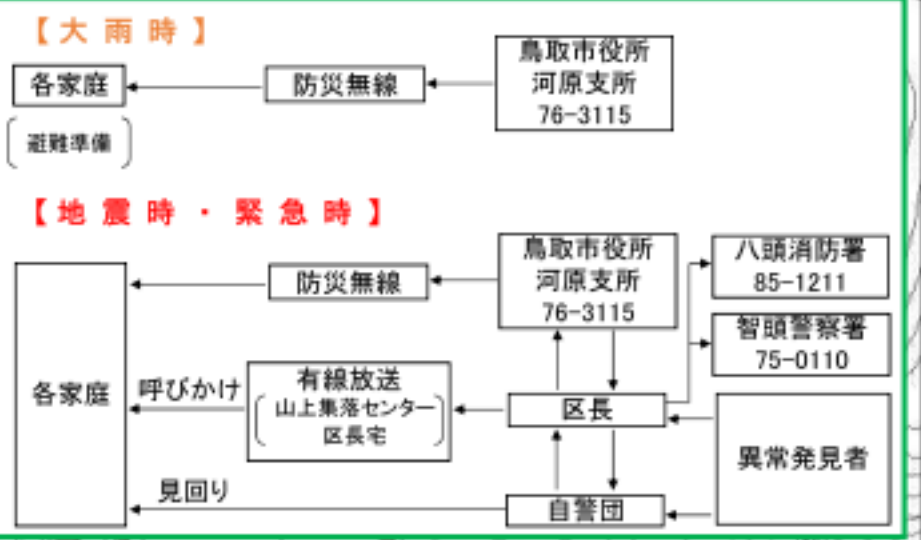 【大雨時】
各家庭
防災無線
鳥取市役所
河原支所
76-3115
避難準備
【地震時・緊急時】
鳥取市役所
河原支所
76-3115
八頭消防署
85-1211
防災無線
智頭警察署
75-0110
各家庭
呼びかけ
有線放送
山上集落センター
区長宅
区長
異常発見者
見回り
自警団